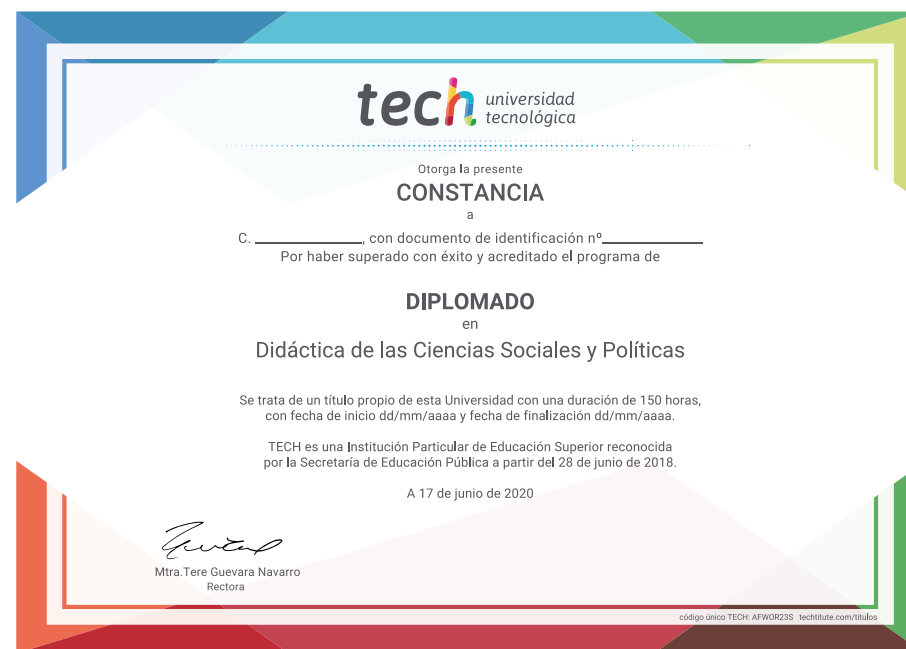 tech universidad
tecnológica
Otorga la presente
CONSTANCIA
a
C. ____________, con documento de identificación nº____________
Por haber superado con éxito y acreditado el programa de
DIPLOMADO
en
Didáctica de las Ciencias Sociales y Políticas
Se trata de un título propio de esta Universidad con una duración de 150 horas,
con fecha de inicio dd/mm/aaaa y fecha de finalización dd/mm/aaaa.
TECH es una Institución Particular de Educación Superior reconocida
por la Secretaría de Educación Pública a partir del 28 de junio de 2018.
A 17 de junio de 2020
Mtra.Tere Guevara Navarro
Rectora
código único TECH: AFWOR23S techtitute.com/titulos